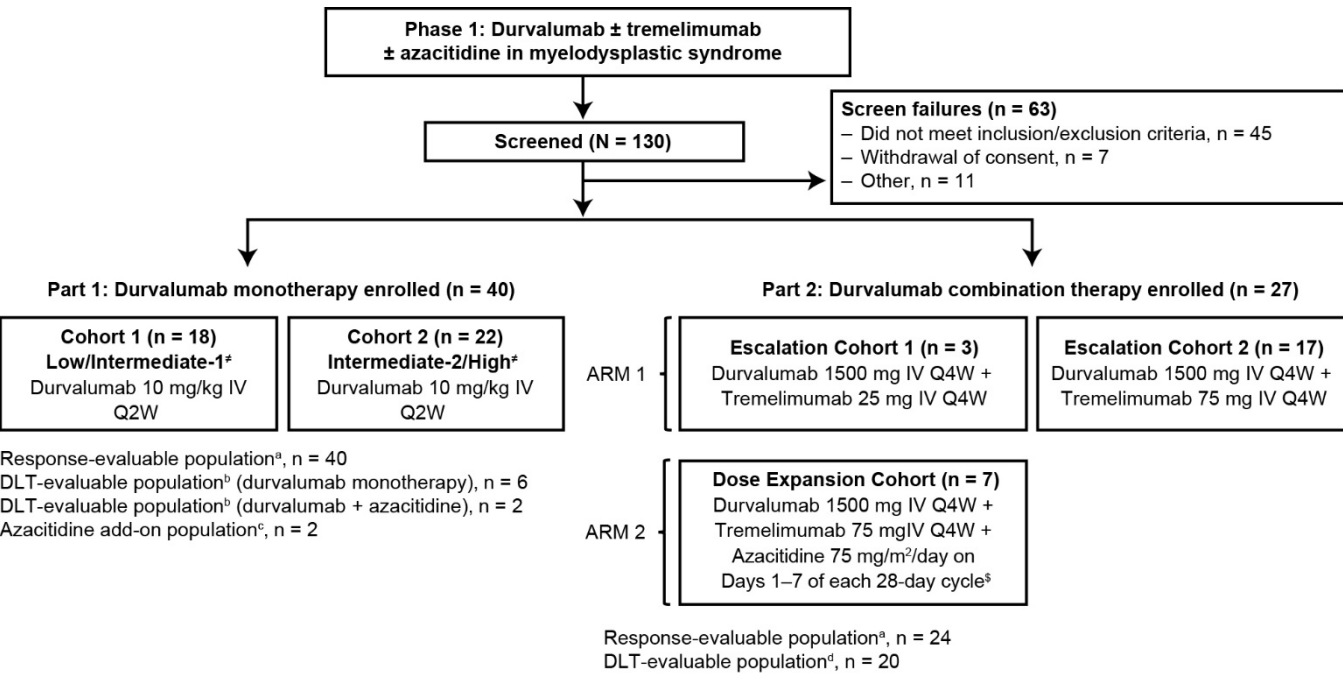 Phase 1: Durvalumab ± tremelimumab
± azacitidine in myelodysplastic syndrome
Screened (N = 130)
Screen failures (n = 63)
– Did not meet inclusion/exclusion criteria, n = 45
– Withdrawal of consent, n = 7
– Other, n = 11
Part 1: Durvalumab monotherapy enrolled (n = 40)
Cohort 1 (n = 18)
Low/Intermediate-1≠
Durvalumab 10 mg/kg IV
Q2W
Cohort 2 (n = 22)
Intermediate-2/High≠
Durvalumab 10 mg/kg IV
Q2W
Response-evaluable populationᵃ, n = 40
DLT-evaluable populationᵇ (durvalumab monotherapy), n = 6
DLT-evaluable populationᵇ (durvalumab + azacitidine), n = 2
Azacitidine add-on populationᶜ, n = 2
Part 2: Durvalumab combination therapy enrolled (n = 27)
ARM 1
Escalation Cohort 1 (n = 3)
Durvalumab 1500 mg IV Q4W +
Tremelimumab 25 mg IV Q4W
Escalation Cohort 2 (n = 17)
Durvalumab 1500 mg IV Q4W +
Tremelimumab 75 mg IV Q4W
ARM 2
Dose Expansion Cohort (n = 7)
Durvalumab 1500 mg IV Q4W +
Tremelimumab 75 mgIV Q4W +
Azacitidine 75 mg/m²/day on
Days 1–7 of each 28-day cycle$
Response-evaluable populationᵃ, n = 24
DLT-evaluable populationᵈ, n = 20